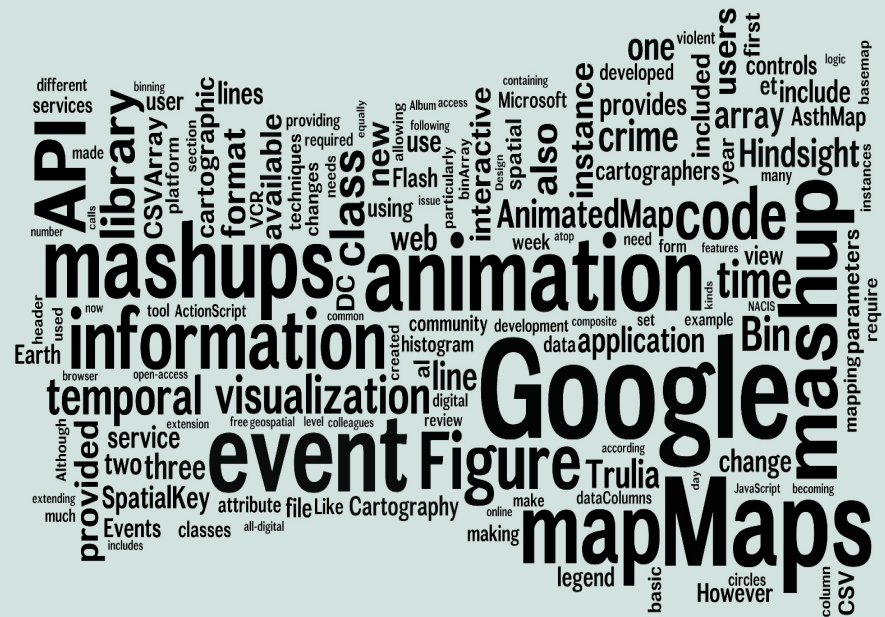 one
violent
users
first
different
binning
lines
developed
controls
logic
basemap
services
user
cartographic
containing
et
include
API
library
CSVArray
platform
section
format
VCR
available
providing
equally
Album
access
Microsoft
instance
provides
included
array
AsthMap
made
required
techniques
changes
needs
new
allowing
following
use
particularly
binArray
interactive
Design
spatial
also
crime
year
Hindsight
calls
class
Flash
issue
cartographers
many
instances
number
using
AnimatedMap
code
mashup
mashups
DC
web
animation
week
atop
need
form
features
view
kinds
time
parameters
require
header
used
now
tool
ActionScript
common
community
development
composite
set
example
NACIS
Bin
Earth
information
created
histogram
data
application
mapping
browser
open-access
al
line
Google
temporal
visualization
digital
extension
free
geospatial
level
colleagues
review
Although
provided
service
event
Figure
according
two
three
Trulia
day
change
extending
much
SpatialKey
attribute
file
Like
Cartography
online
make
dataColumns
JavaScript
becoming
Events
classes
all-digital
making
map
Maps
includes
legend
basic
circles
However
column
CSV